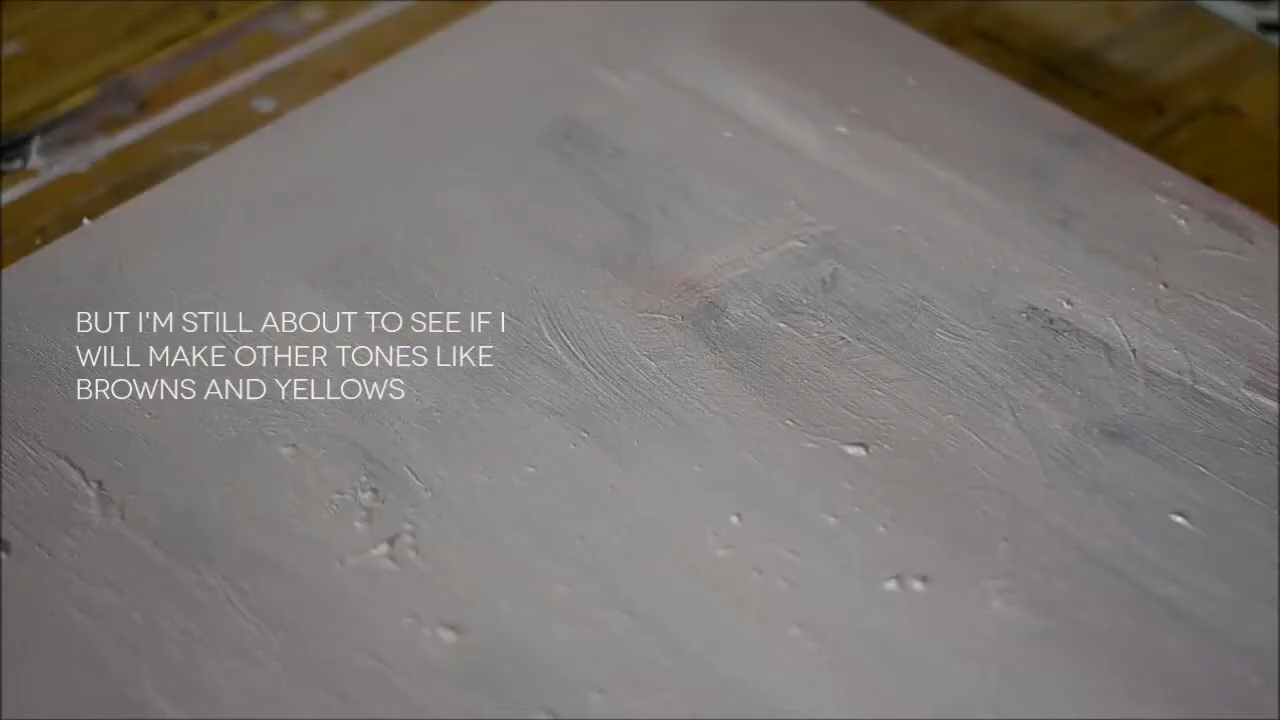 BUT I'M STILL ABOUT TO SEE IF I
WILL MAKE OTHER TONES LIKE
BROWNS AND YELLOWS